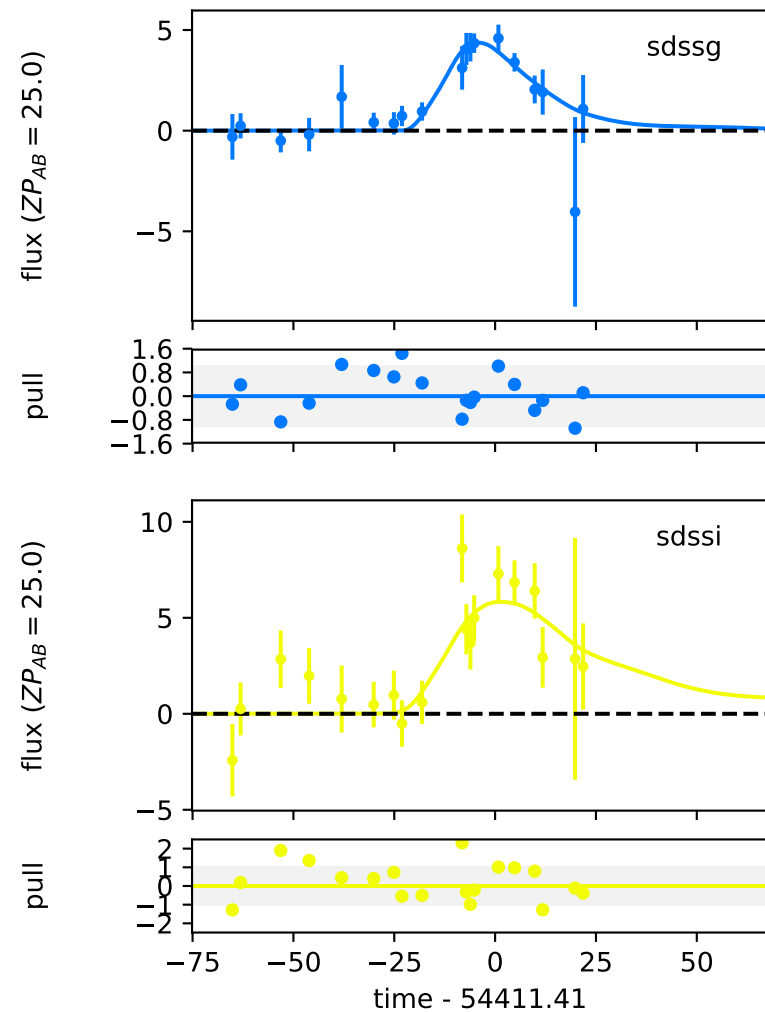 sdssg
flux (ZP_AB = 25.0)
5
0
−5
pull
1.6
0.8
0.0
−0.8
−1.6
sdssi
flux (ZP_AB = 25.0)
10
5
0
−5
pull
2
1
0
−1
−2
−75 −50 −25 0 25 50
time - 54411.41